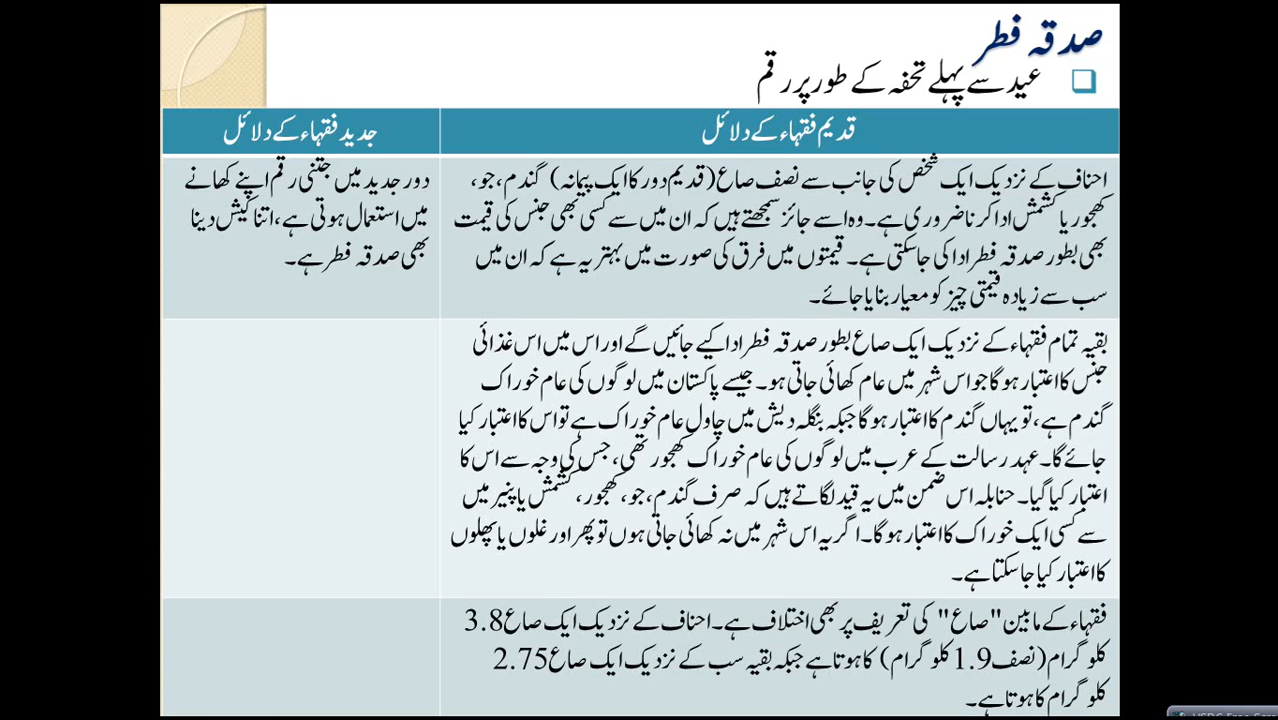 صدقہ فطر
عید سے پہلے تحفہ کے طور پر رقم
قدیم فقہاء کے دلائل
جدید فقہاء کے دلائل
احناف کے نزدیک ایک شخص کی جانب سے نصف صاع (قدیم دور کا ایک پیمانہ) گندم، جو،
کھجور یا کشمش ادا کرنا ضروری ہے۔ وہ اسے جائز سمجھتے ہیں کہ ان میں سے کسی بھی جنس کی قیمت
بھی بطور صدقہ فطر ادا کی جا سکتی ہے۔ قیمتوں میں فرق کی صورت میں بہتر یہ ہے کہ ان میں
سب سے زیادہ قیمتی چیز کو معیار بنایا جائے۔
دور جدید میں جتنی رقم اپنے کھانے
میں استعمال ہوتی ہے، اتنا کیش دینا
بھی صدقہ فطر ہے۔
بقیہ تمام فقہاء کے نزدیک ایک صاع بطور صدقہ فطر ادا کیے جائیں گے اور اس میں اس غذائی
جنس کا اعتبار ہو گا جو اس شہر میں عام کھائی جاتی ہو۔ جیسے پاکستان میں لوگوں کی عام خوراک
گندم ہے، تو یہاں گندم کا اعتبار ہو گا جبکہ بنگلہ دیش میں چاول عام خوراک ہے تو اس کا اعتبار کیا
جائے گا۔ عہد رسالت کے عرب میں لوگوں کی عام خوراک کھجور تھی، جس کی وجہ سے اس کا
اعتبار کیا گیا۔ حنابلہ اس ضمن میں یہ قید لگاتے ہیں کہ صرف گندم، جو، کھجور، کشمش یا پنیر میں
سے کسی ایک خوراک کا اعتبار ہو گا۔ اگر یہ اس شہر میں نہ کھائی جاتی ہوں تو پھر اور غلوں یا پھلوں
کا اعتبار کیا جا سکتا ہے۔
فقہاء کے مابین "صاع" کی تعریف پر بھی اختلاف ہے۔ احناف کے نزدیک ایک صاع 3.8
کلو گرام (نصف 1.9 کلو گرام) کا ہوتا ہے جبکہ بقیہ سب کے نزدیک ایک صاع 2.75
کلو گرام کا ہوتا ہے۔